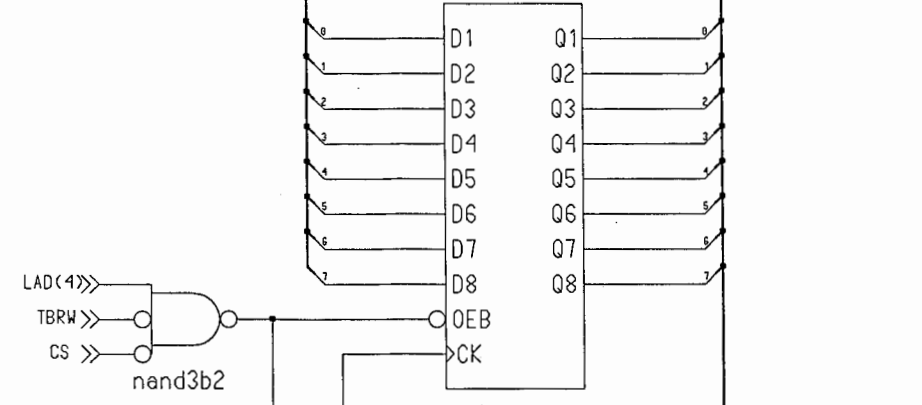 0 D1 Q1 0
1 D2 Q2 1
2 D3 Q3 2
3 D4 Q4 3
4 D5 Q5 4
5 D6 Q6 5
6 D7 Q7 6
7 D8 Q8 7
LAD(4)
TBRW
CS
nand3b2
OEB
CK